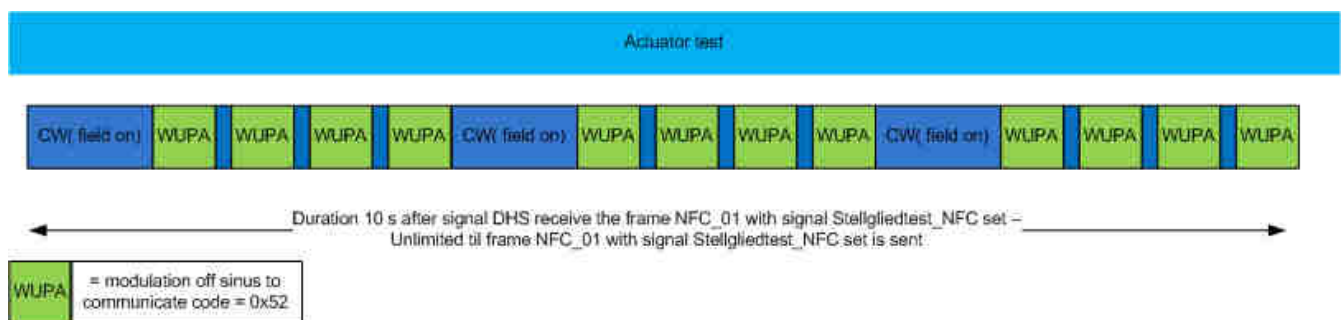 Actuator test
CW( field on) WUPA WUPA WUPA WUPA CW( field on) WUPA WUPA WUPA WUPA CW( field on) WUPA WUPA WUPA WUPA
Duration 10 s after signal DHS receive the frame NFC_01 with signal Stellgliedtest_NFC set –
Unlimited til frame NFC_01 with signal Stellgliedtest_NFC set is sent
WUPA
= modulation off sinus to
communicate code = 0x52